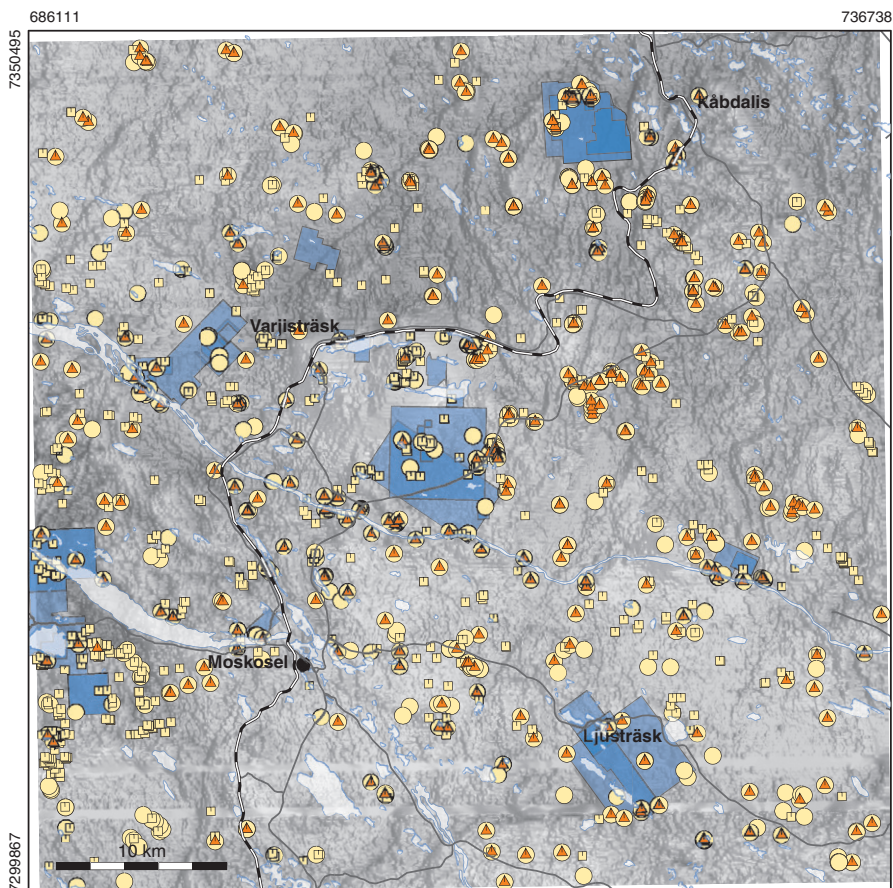 686111
736738
7350495
Kåbdalis
Varjisträsk
Moskosel
Ljusträsk
7299867
10 km